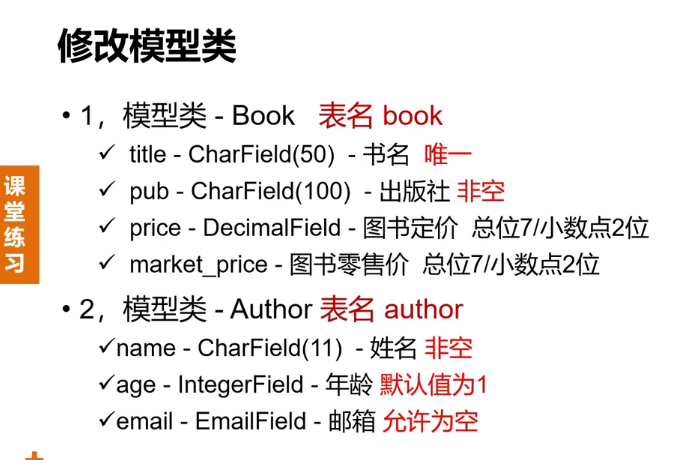 修改模型类
• 1，模型类 - Book 表名 book
✓ title - CharField(50) - 书名 唯一
✓ pub - CharField(100) - 出版社 非空
✓ price - DecimalField - 图书定价 总位7/小数点2位
✓ market_price - 图书零售价 总位7/小数点2位
• 2，模型类 - Author 表名 author
✓name - CharField(11) - 姓名 非空
✓age - IntegerField - 年龄 默认值为1
✓email - EmailField - 邮箱 允许为空
课堂练习